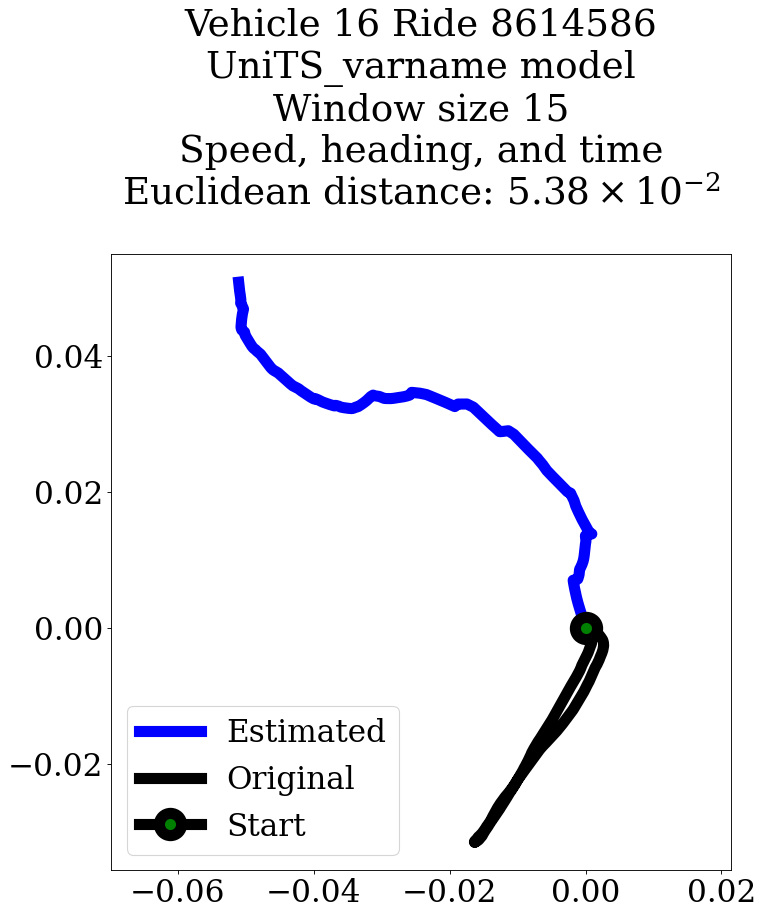 Vehicle 16 Ride 8614586
UniTS_varname model
Window size 15
Speed, heading, and time
Euclidean distance: 5.38 × 10⁻²
0.04
0.02
0.00
−0.02
Estimated
Original
Start
−0.06 −0.04 −0.02 0.00 0.02